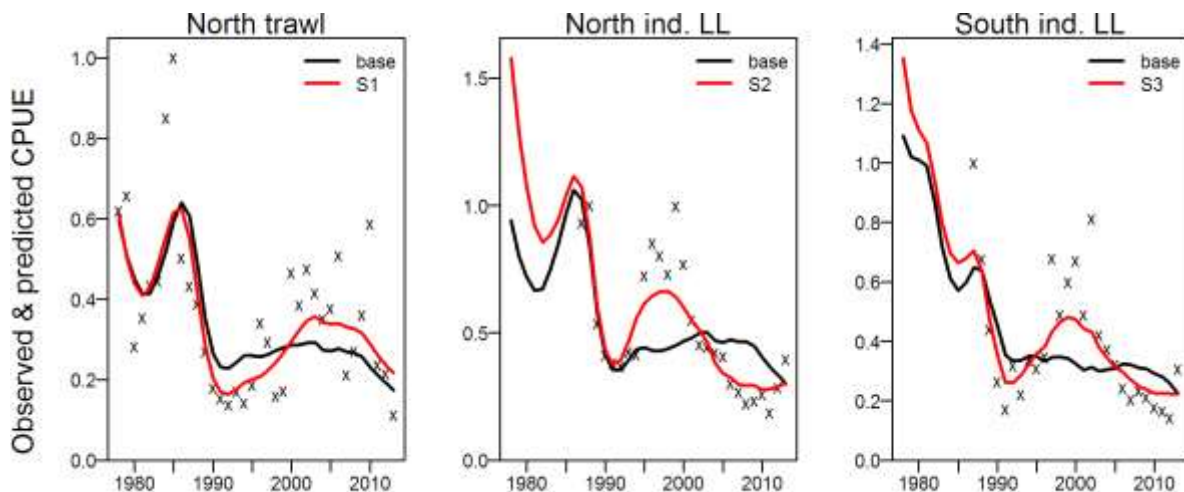 North trawl
North ind. LL
South ind. LL
Observed & predicted CPUE
base
S1
1.0
0.8
0.6
0.4
0.2
0.0
1980 1990 2000 2010
base
S2
1.5
1.0
0.5
0.0
1980 1990 2000 2010
base
S3
1.4
1.2
1.0
0.8
0.6
0.4
0.2
0.0
1980 1990 2000 2010